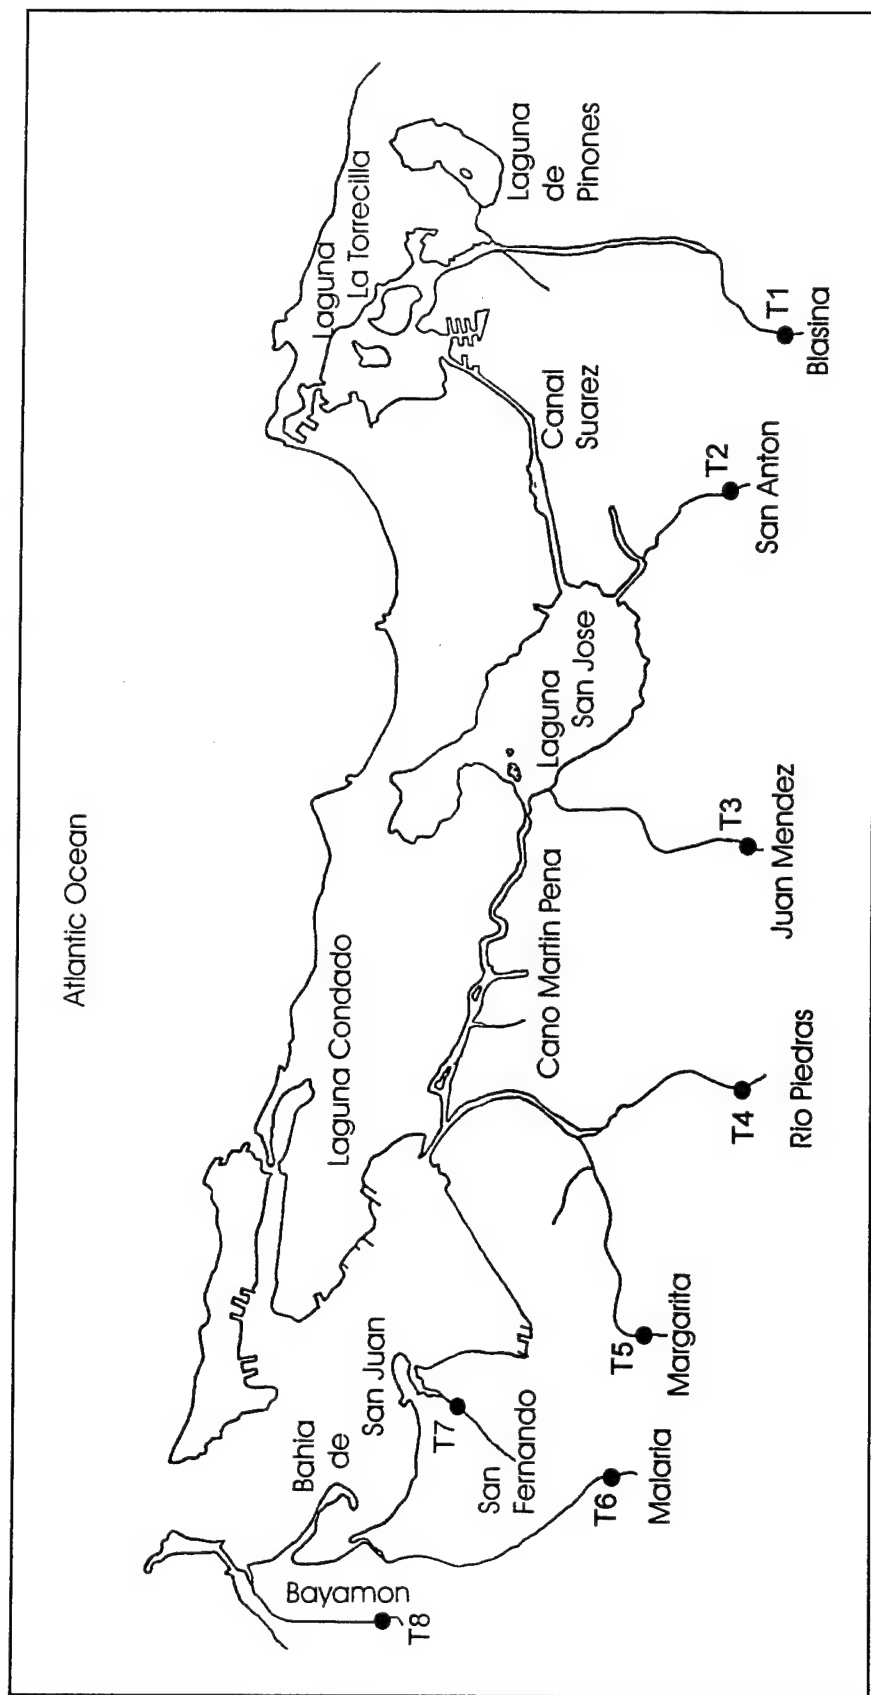 Atlantic Ocean
Laguna
La Torrecilla
Laguna
de
Pinones
Canal
Suarez
T1
Blasina
T2
San Anton
Laguna
San Jose
T3
Juan Mendez
Cano Martin Pena
Laguna Condado
T4
Rio Piedras
T5
Margarita
Bahia
de
San Juan
T7
San
Fernando
T6
Malaria
Bayamon
T8